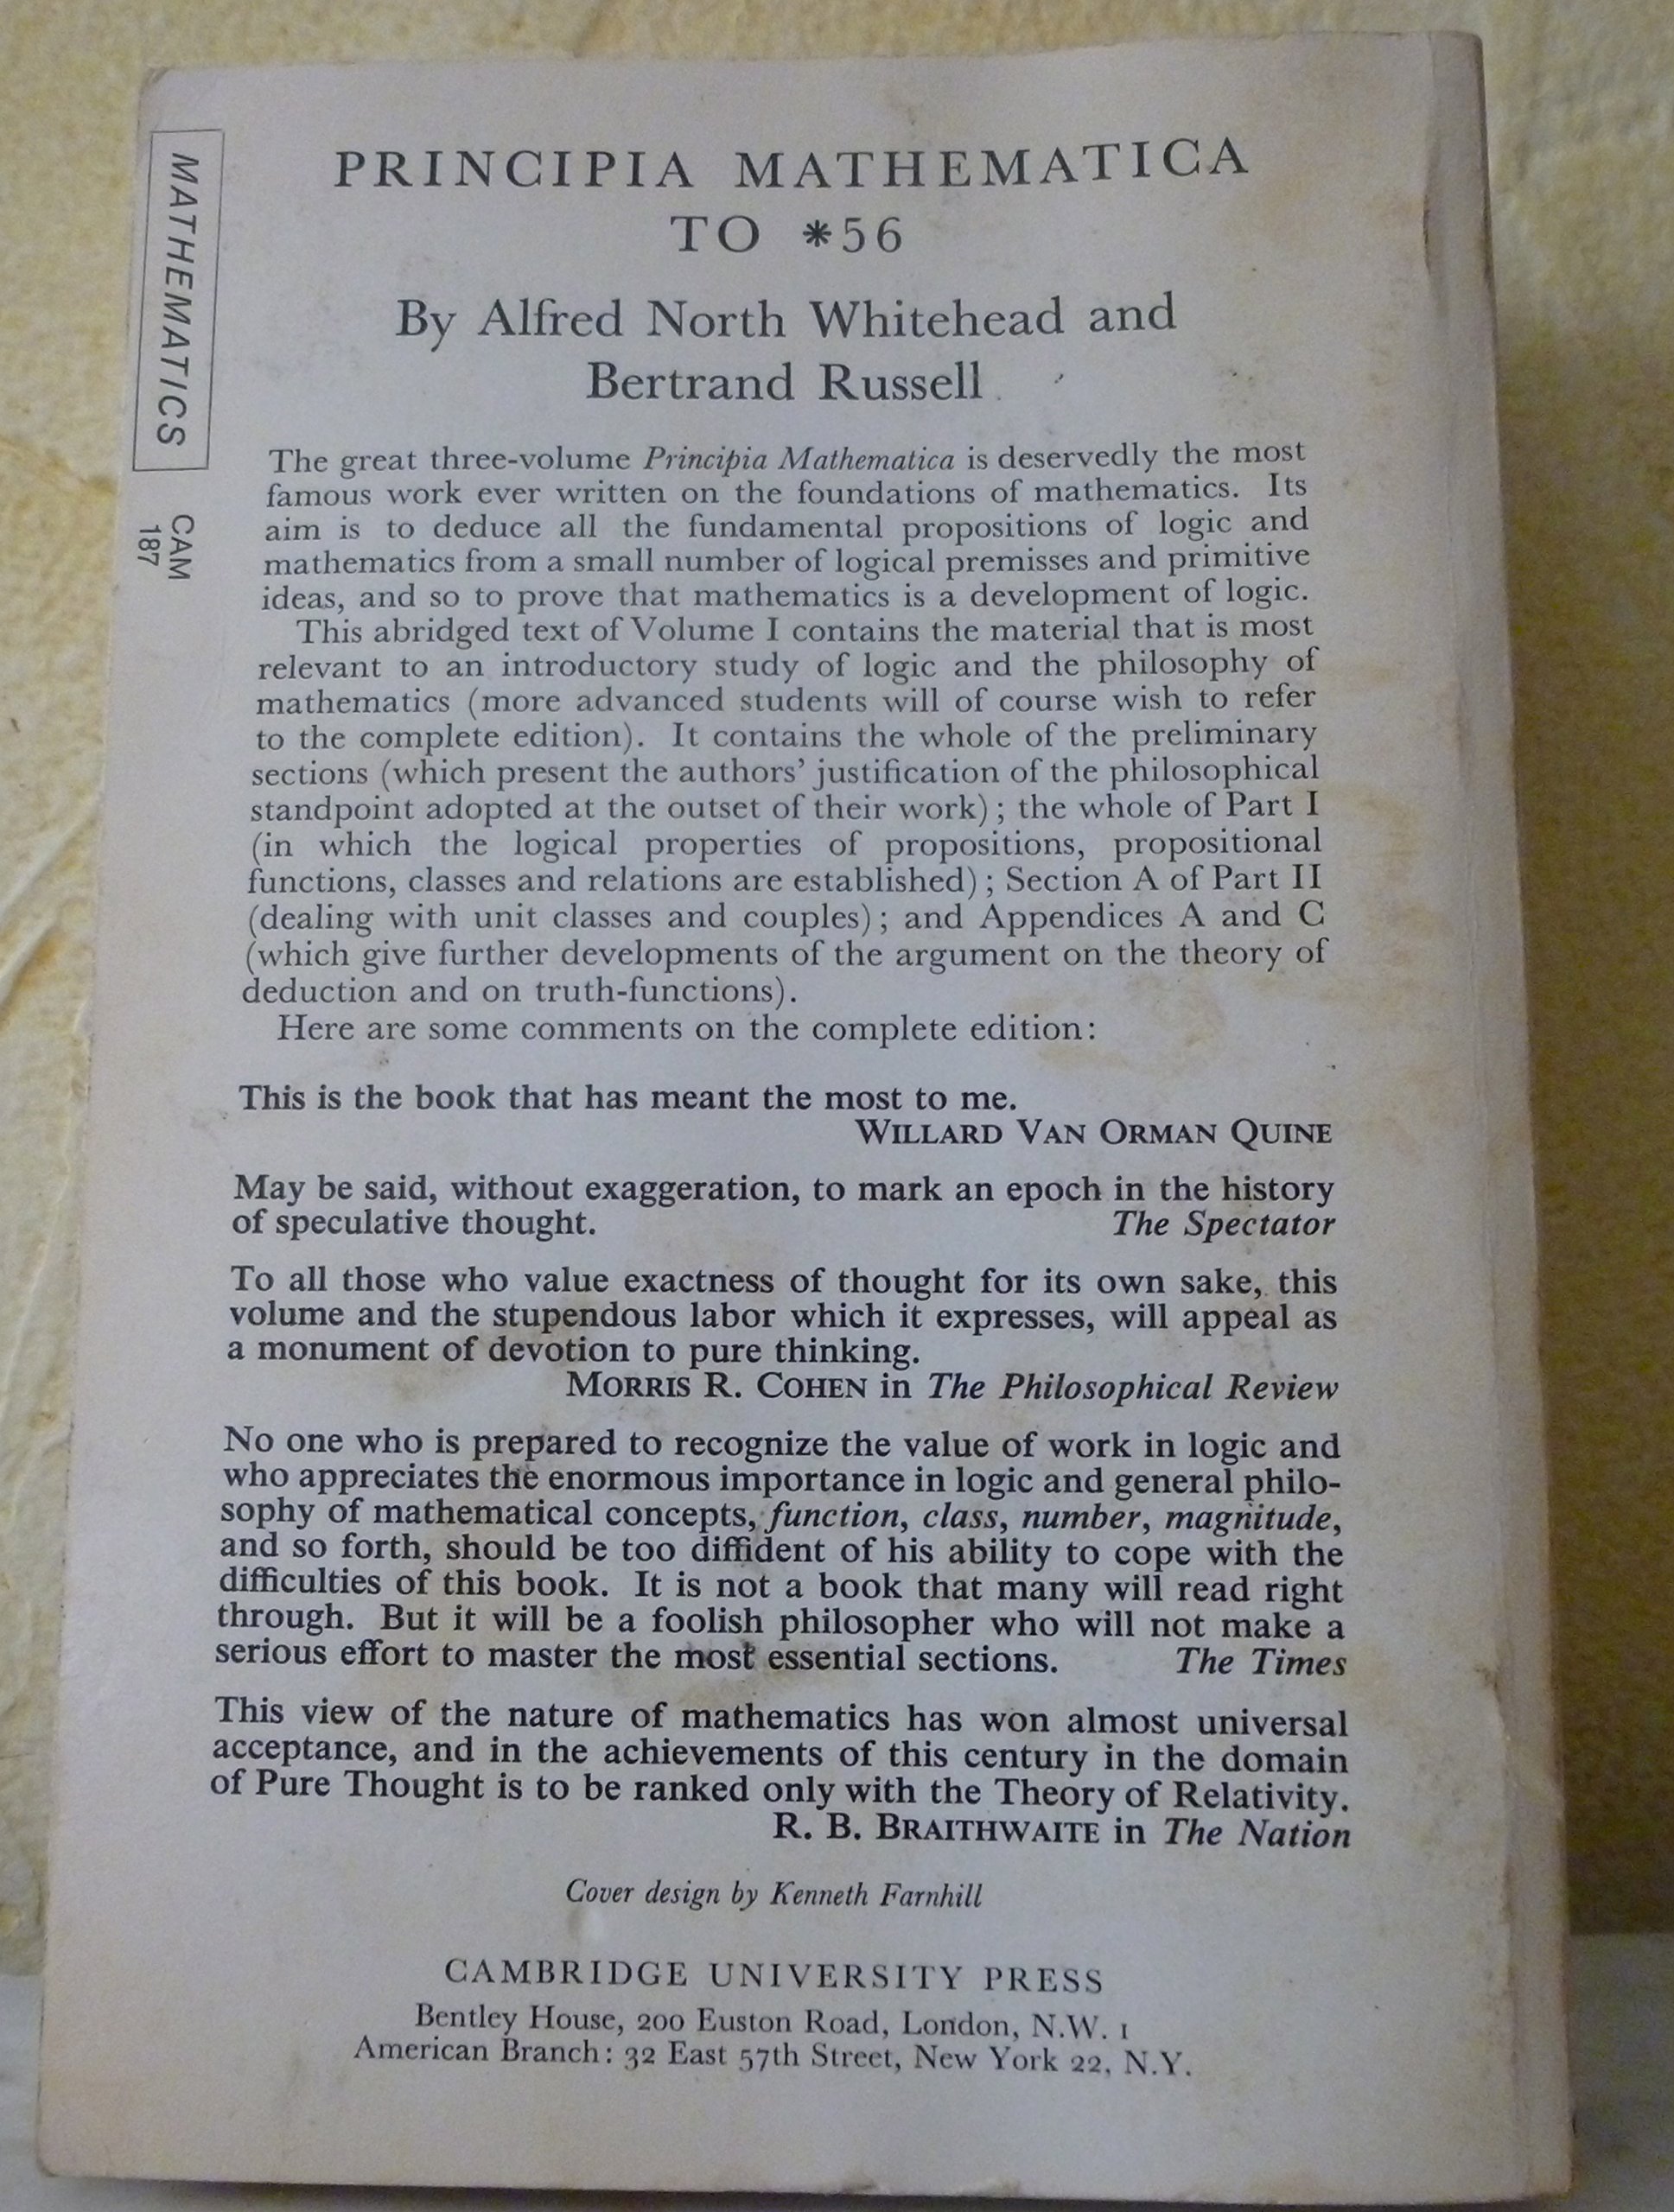 MATHEMATICS
CAM
187
PRINCIPIA MATHEMATICA
TO *56
By Alfred North Whitehead and
Bertrand Russell
The great three-volume Principia Mathematica is deservedly the most
famous work ever written on the foundations of mathematics. Its
aim is to deduce all the fundamental propositions of logic and
mathematics from a small number of logical premisses and primitive
ideas, and so to prove that mathematics is a development of logic.
This abridged text of Volume I contains the material that is most
relevant to an introductory study of logic and the philosophy of
mathematics (more advanced students will of course wish to refer
to the complete edition). It contains the whole of the preliminary
sections (which present the authors' justification of the philosophical
standpoint adopted at the outset of their work); the whole of Part I
(in which the logical properties of propositions, propositional
functions, classes and relations are established); Section A of Part II
(dealing with unit classes and couples); and Appendices A and C
(which give further developments of the argument on the theory of
deduction and on truth-functions).
Here are some comments on the complete edition:
This is the book that has meant the most to me.
WILLARD VAN ORMAN QUINE
May be said, without exaggeration, to mark an epoch in the history
of speculative thought. The Spectator
To all those who value exactness of thought for its own sake, this
volume and the stupendous labor which it expresses, will appeal as
a monument of devotion to pure thinking.
MORRIS R. COHEN in The Philosophical Review
No one who is prepared to recognize the value of work in logic and
who appreciates the enormous importance in logic and general philo-
sophy of mathematical concepts, function, class, number, magnitude,
and so forth, should be too diffident of his ability to cope with the
difficulties of this book. It is not a book that many will read right
through. But it will be a foolish philosopher who will not make a
serious effort to master the most essential sections. The Times
This view of the nature of mathematics has won almost universal
acceptance, and in the achievements of this century in the domain
of Pure Thought is to be ranked only with the Theory of Relativity.
R. B. BRAITHWAITE in The Nation
Cover design by Kenneth Farnhill
CAMBRIDGE UNIVERSITY PRESS
Bentley House, 200 Euston Road, London, N.W. 1
American Branch: 32 East 57th Street, New York 22, N.Y.